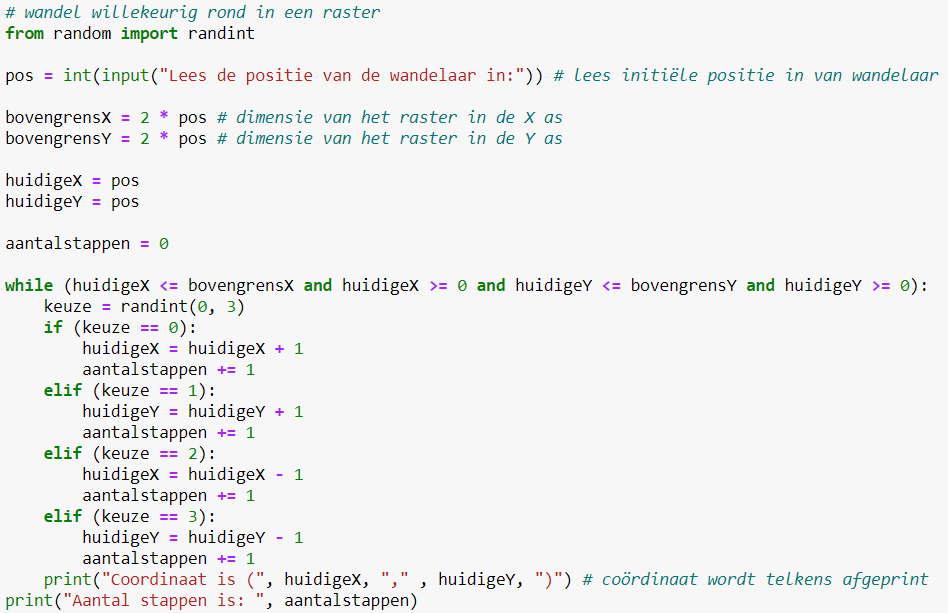 # wandel willekeurig rond in een raster
from random import randint

pos = int(input("Lees de positie van de wandelaar in:")) # lees initiële positie in van wandelaar

bovengrensX = 2 * pos # dimensie van het raster in de X as
bovengrensY = 2 * pos # dimensie van het raster in de Y as

huidigeX = pos
huidigeY = pos

aantalstappen = 0

while (huidigeX <= bovengrensX and huidigeX >= 0 and huidigeY <= bovengrensY and huidigeY >= 0):
    keuze = randint(0, 3)
    if (keuze == 0):
        huidigeX = huidigeX + 1
        aantalstappen += 1
    elif (keuze == 1):
        huidigeY = huidigeY + 1
        aantalstappen += 1
    elif (keuze == 2):
        huidigeX = huidigeX - 1
        aantalstappen += 1
    elif (keuze == 3):
        huidigeY = huidigeY - 1
        aantalstappen += 1
    print("Coordinaat is (", huidigeX, "," , huidigeY, ")") # coördinaat wordt telkens afgeprint
print("Aantal stappen is: ", aantalstappen)